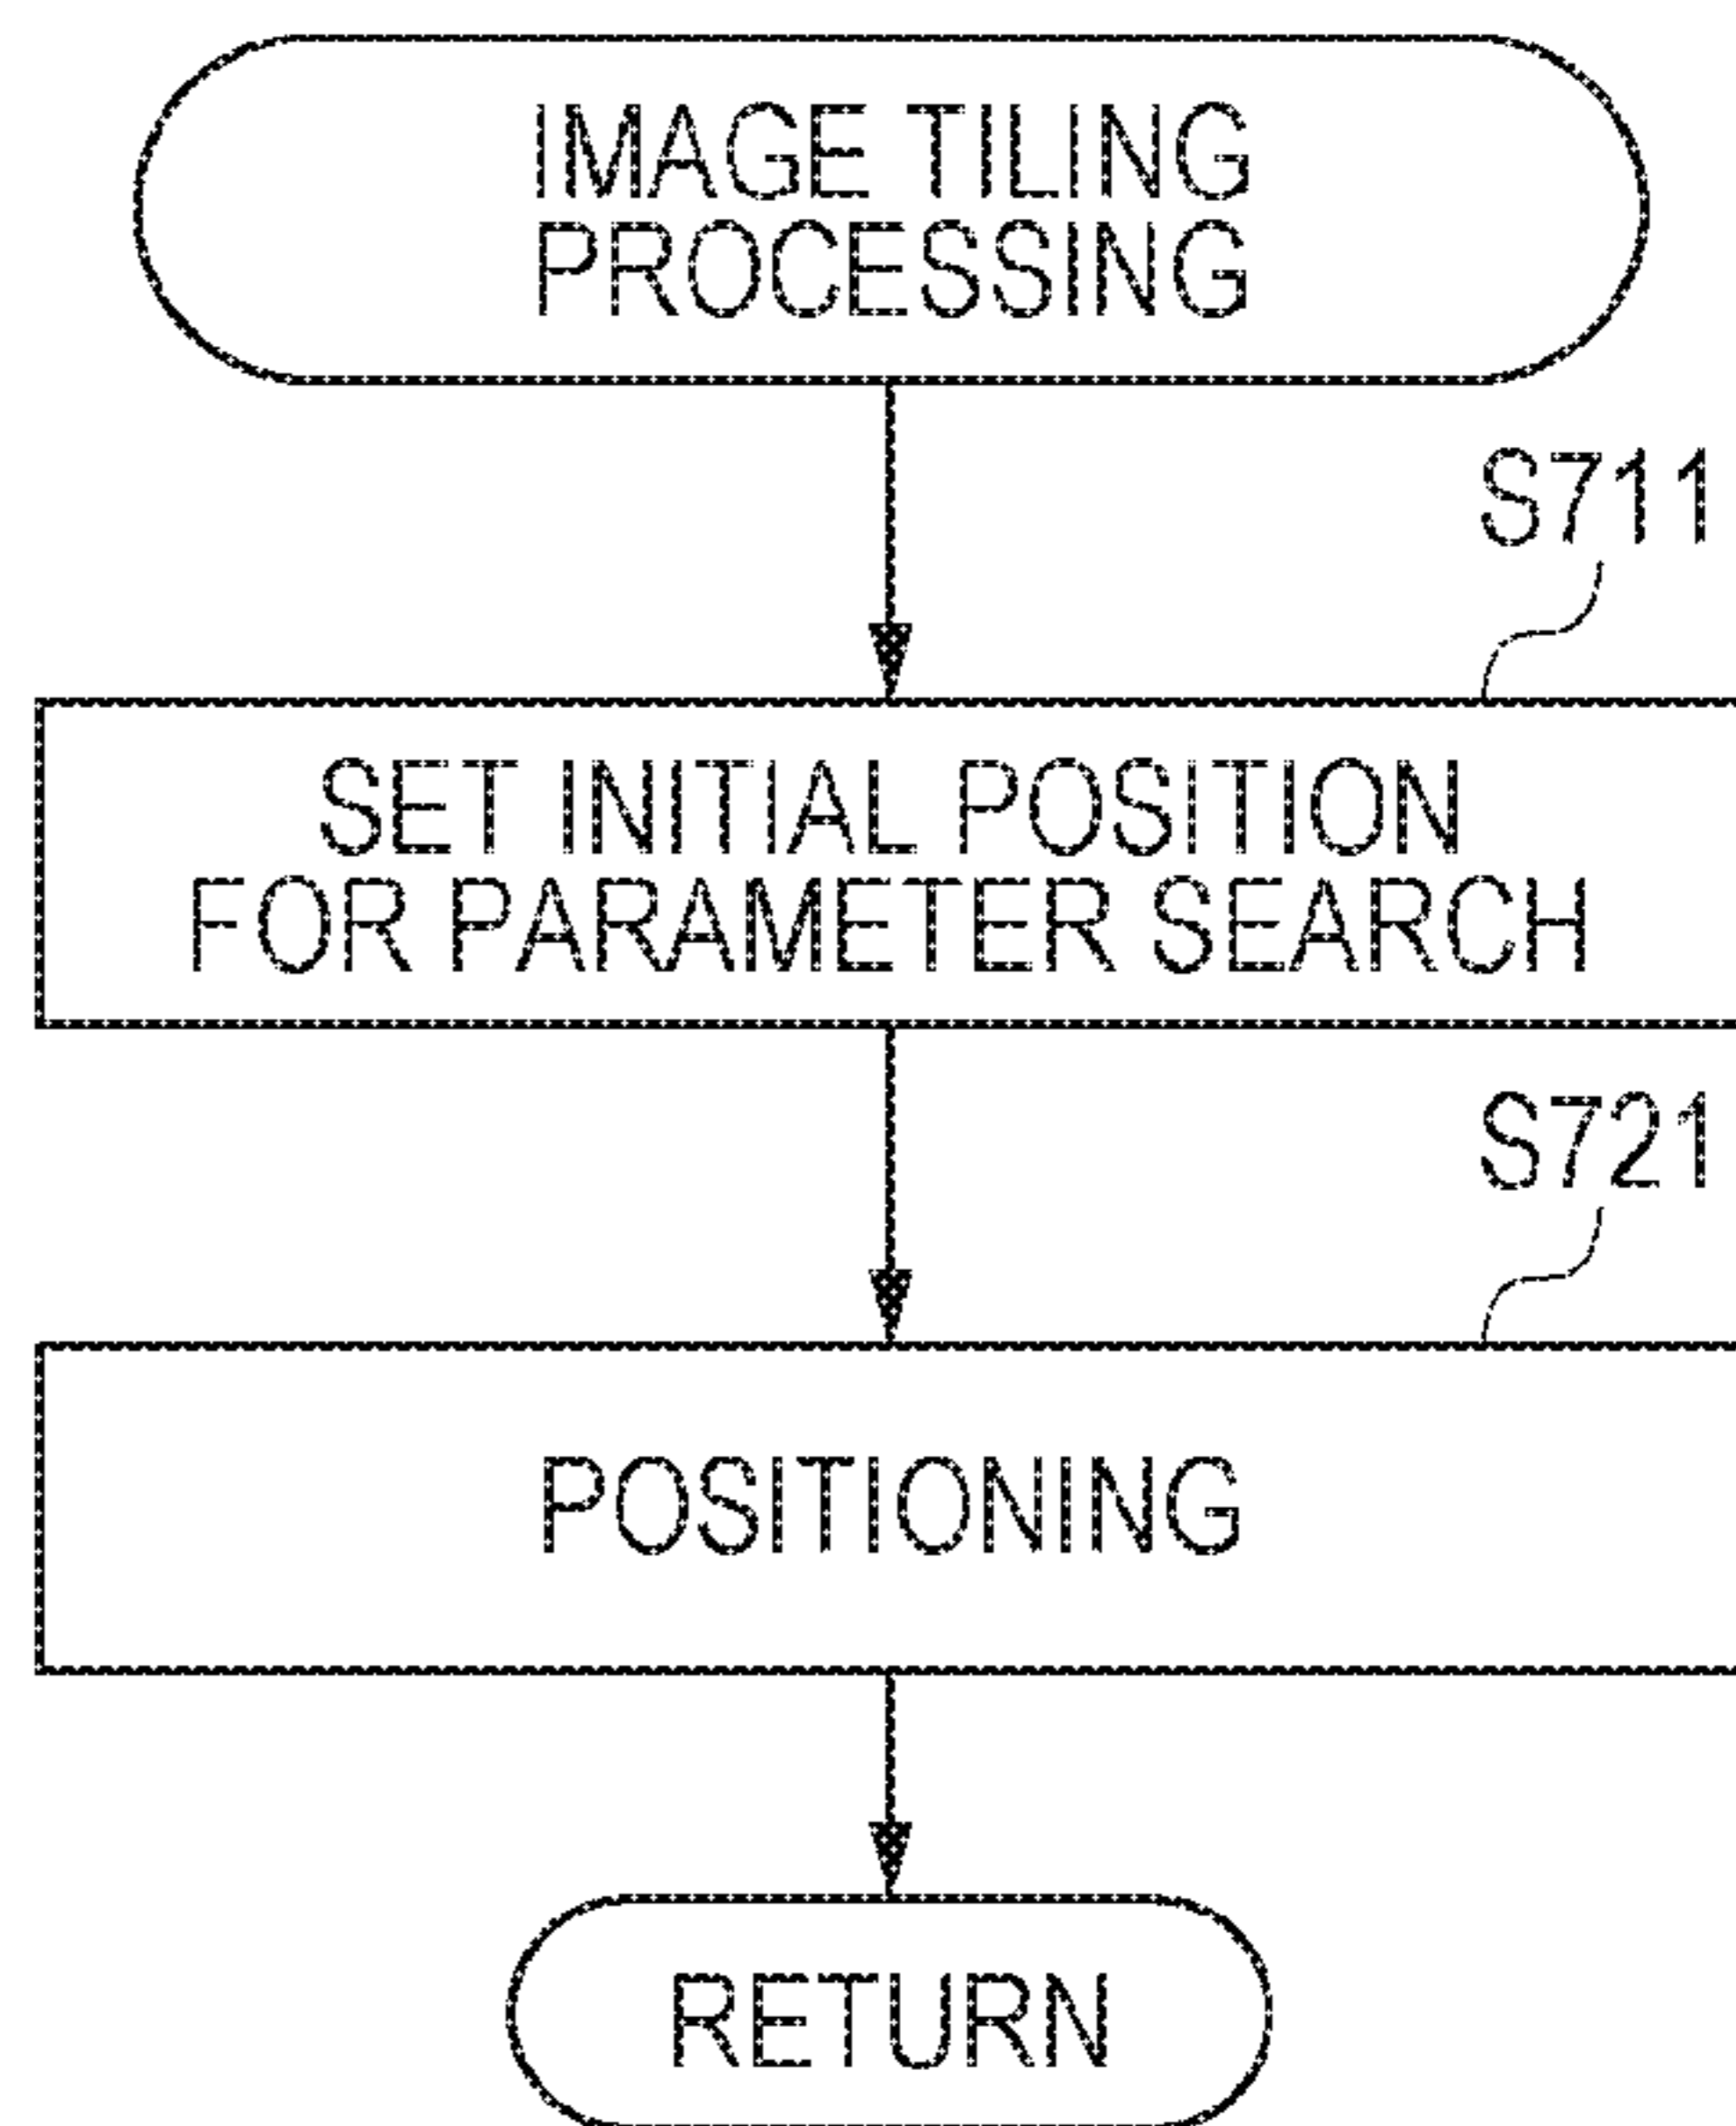 IMAGE TILING
PROCESSING
S711
SET INITIAL POSITION
FOR PARAMETER SEARCH
S721
POSITIONING
RETURN